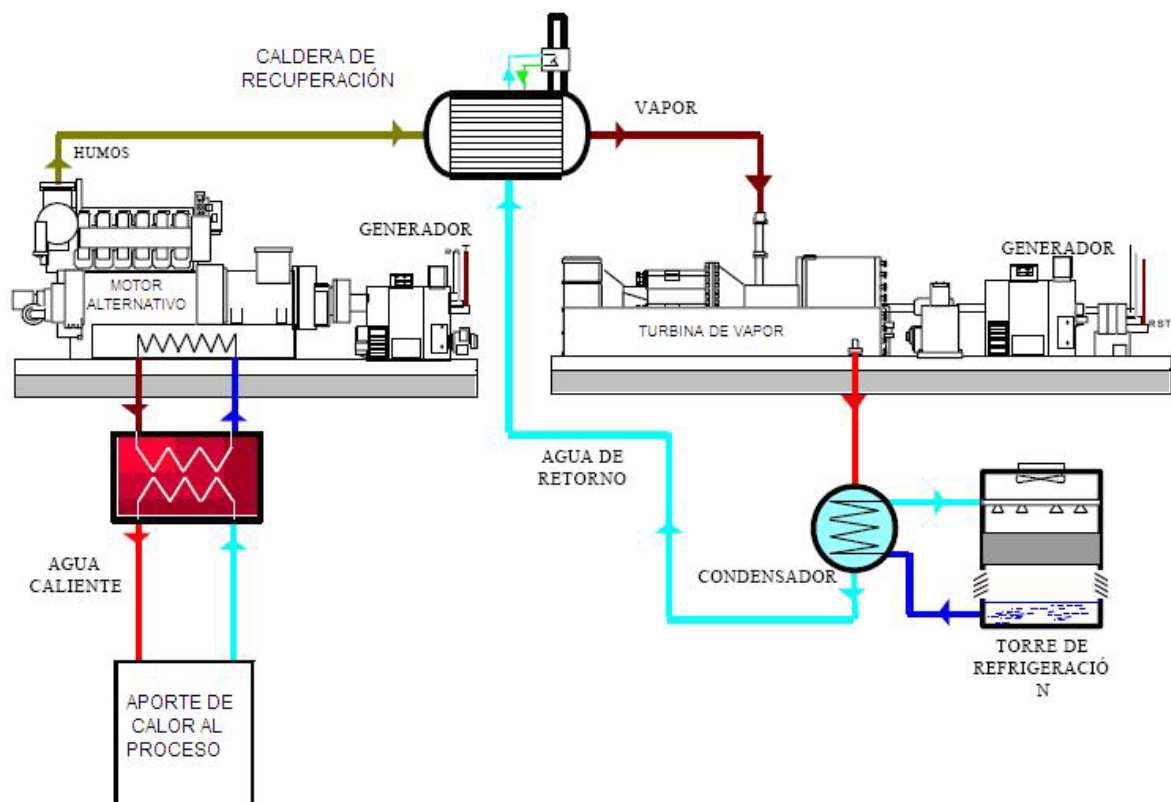 CALDERA DE
RECUPERACIÓN
VAPOR
HUMOS
GENERADOR
MOTOR
ALTERNATIVO
GENERADOR
TURBINA DE VAPOR
RST
AGUA DE
RETORNO
AGUA
CALIENTE
CONDENSADOR
TORRE DE
REFRIGERACIÓ
N
APORTE DE
CALOR AL
PROCESO